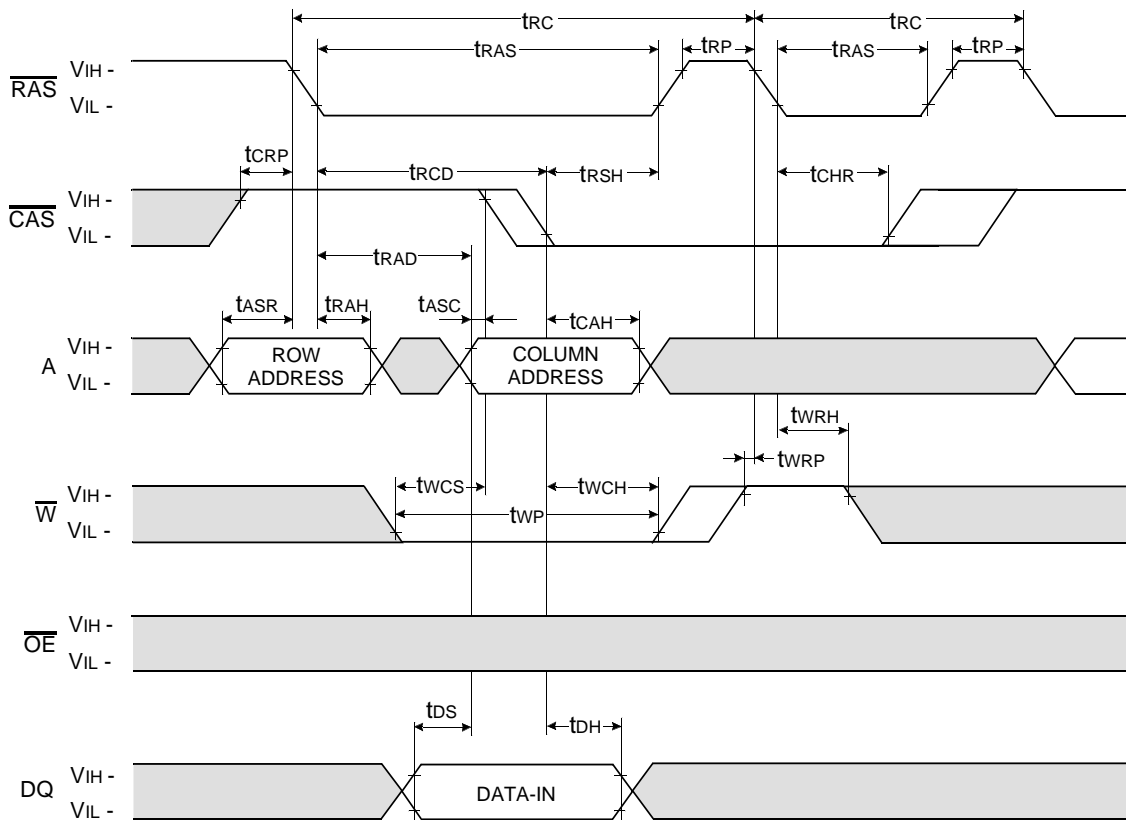 tRC tRC
tRAS tRP tRAS tRP
RAS VIH -
VIL -
tCRP tRCD tRSH tCHR
CAS VIH -
VIL -
tRAD
tASR tRAH tASC tCAH
A VIH -
VIL -
ROW
ADDRESS
COLUMN
ADDRESS
tWRH
tWRP
tWCS tWCH
tWP
W VIH -
VIL -
OE VIH -
VIL -
tDS tDH
DQ VIH -
VIL -
DATA-IN